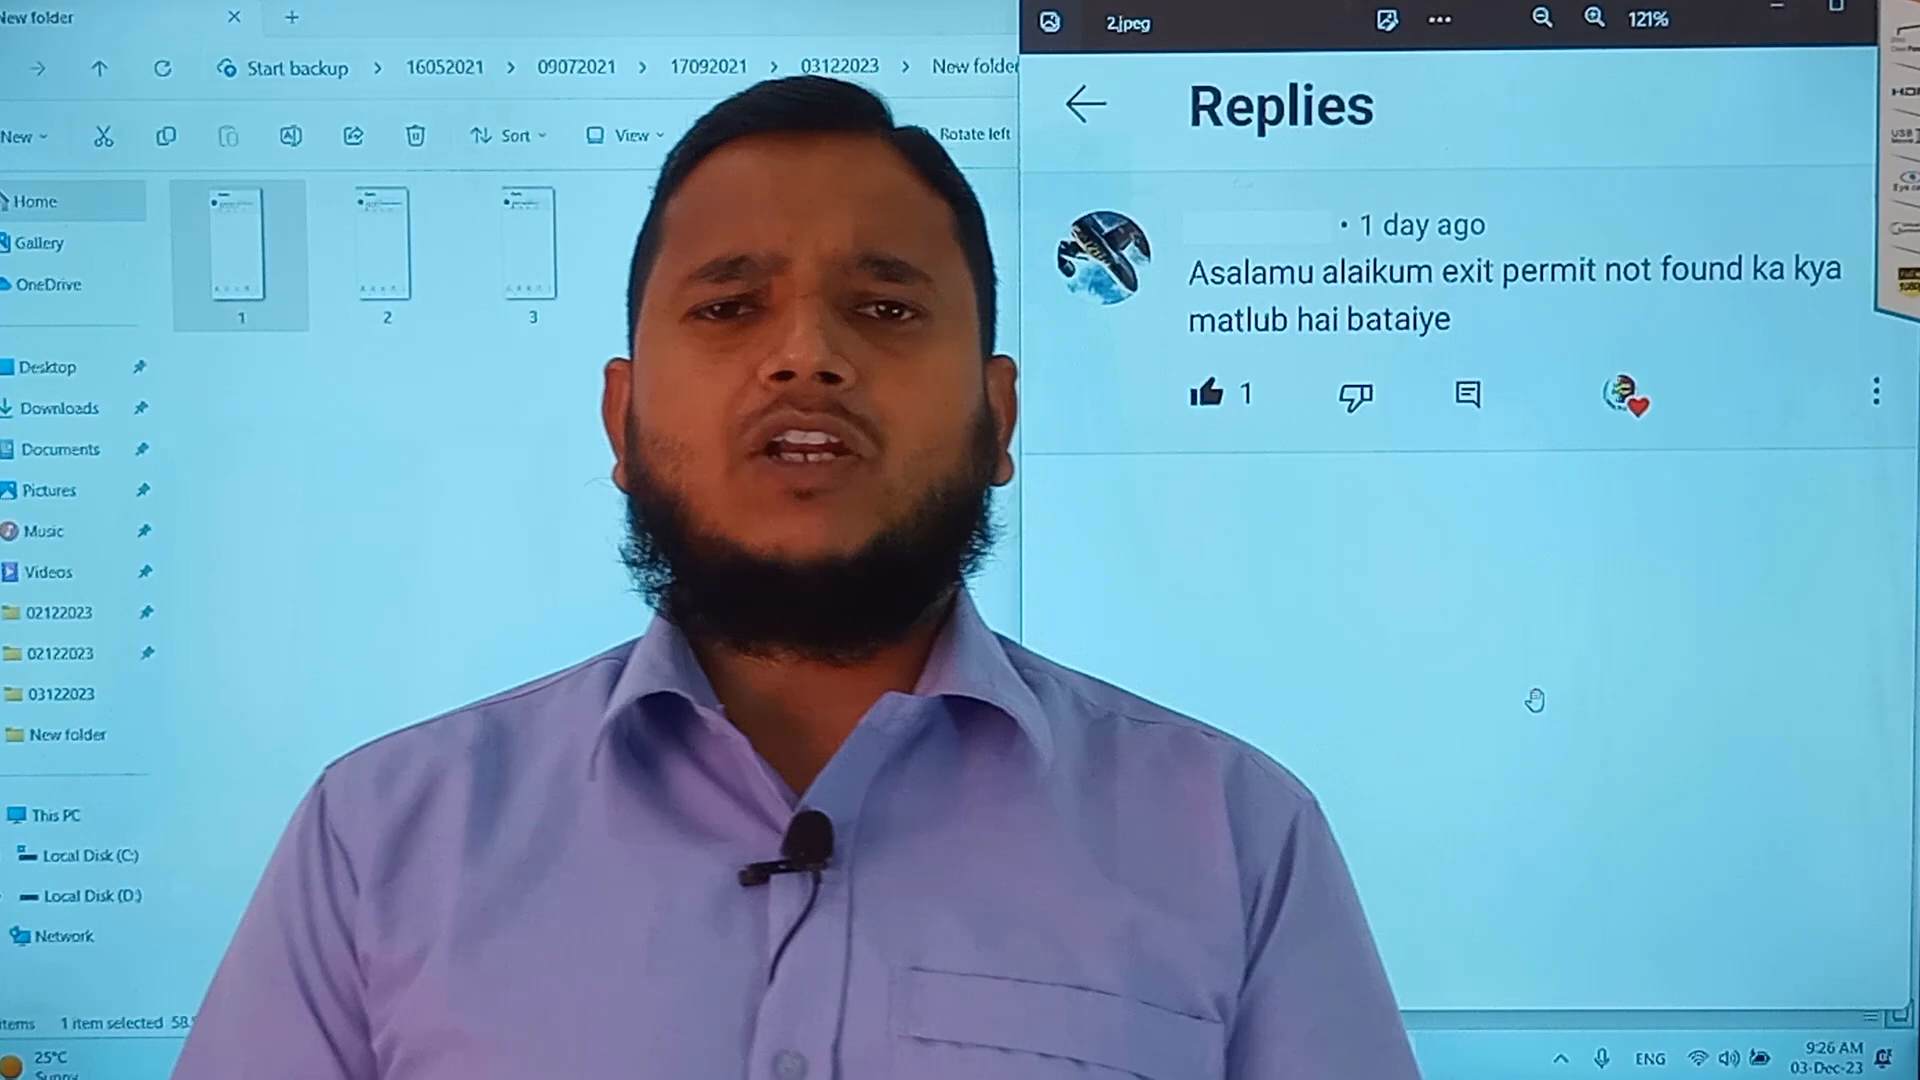 New folder
Start backup > 16052021 > 09072021 > 17092021 > 03122023 > New folder
New
Sort
View
Rotate left
Home
Gallery
OneDrive
Desktop
Downloads
Documents
Pictures
Music
Videos
02122023
02122023
03122023
New folder
This PC
Local Disk (C:)
Local Disk (D:)
Network
1
2
3
items 1 item selected 58
25°C
Sunny
2.jpeg
121%
Replies
• 1 day ago
Asalamu alaikum exit permit not found ka kya
matlub hai bataiye
1
ENG
9:26 AM
03-Dec-23